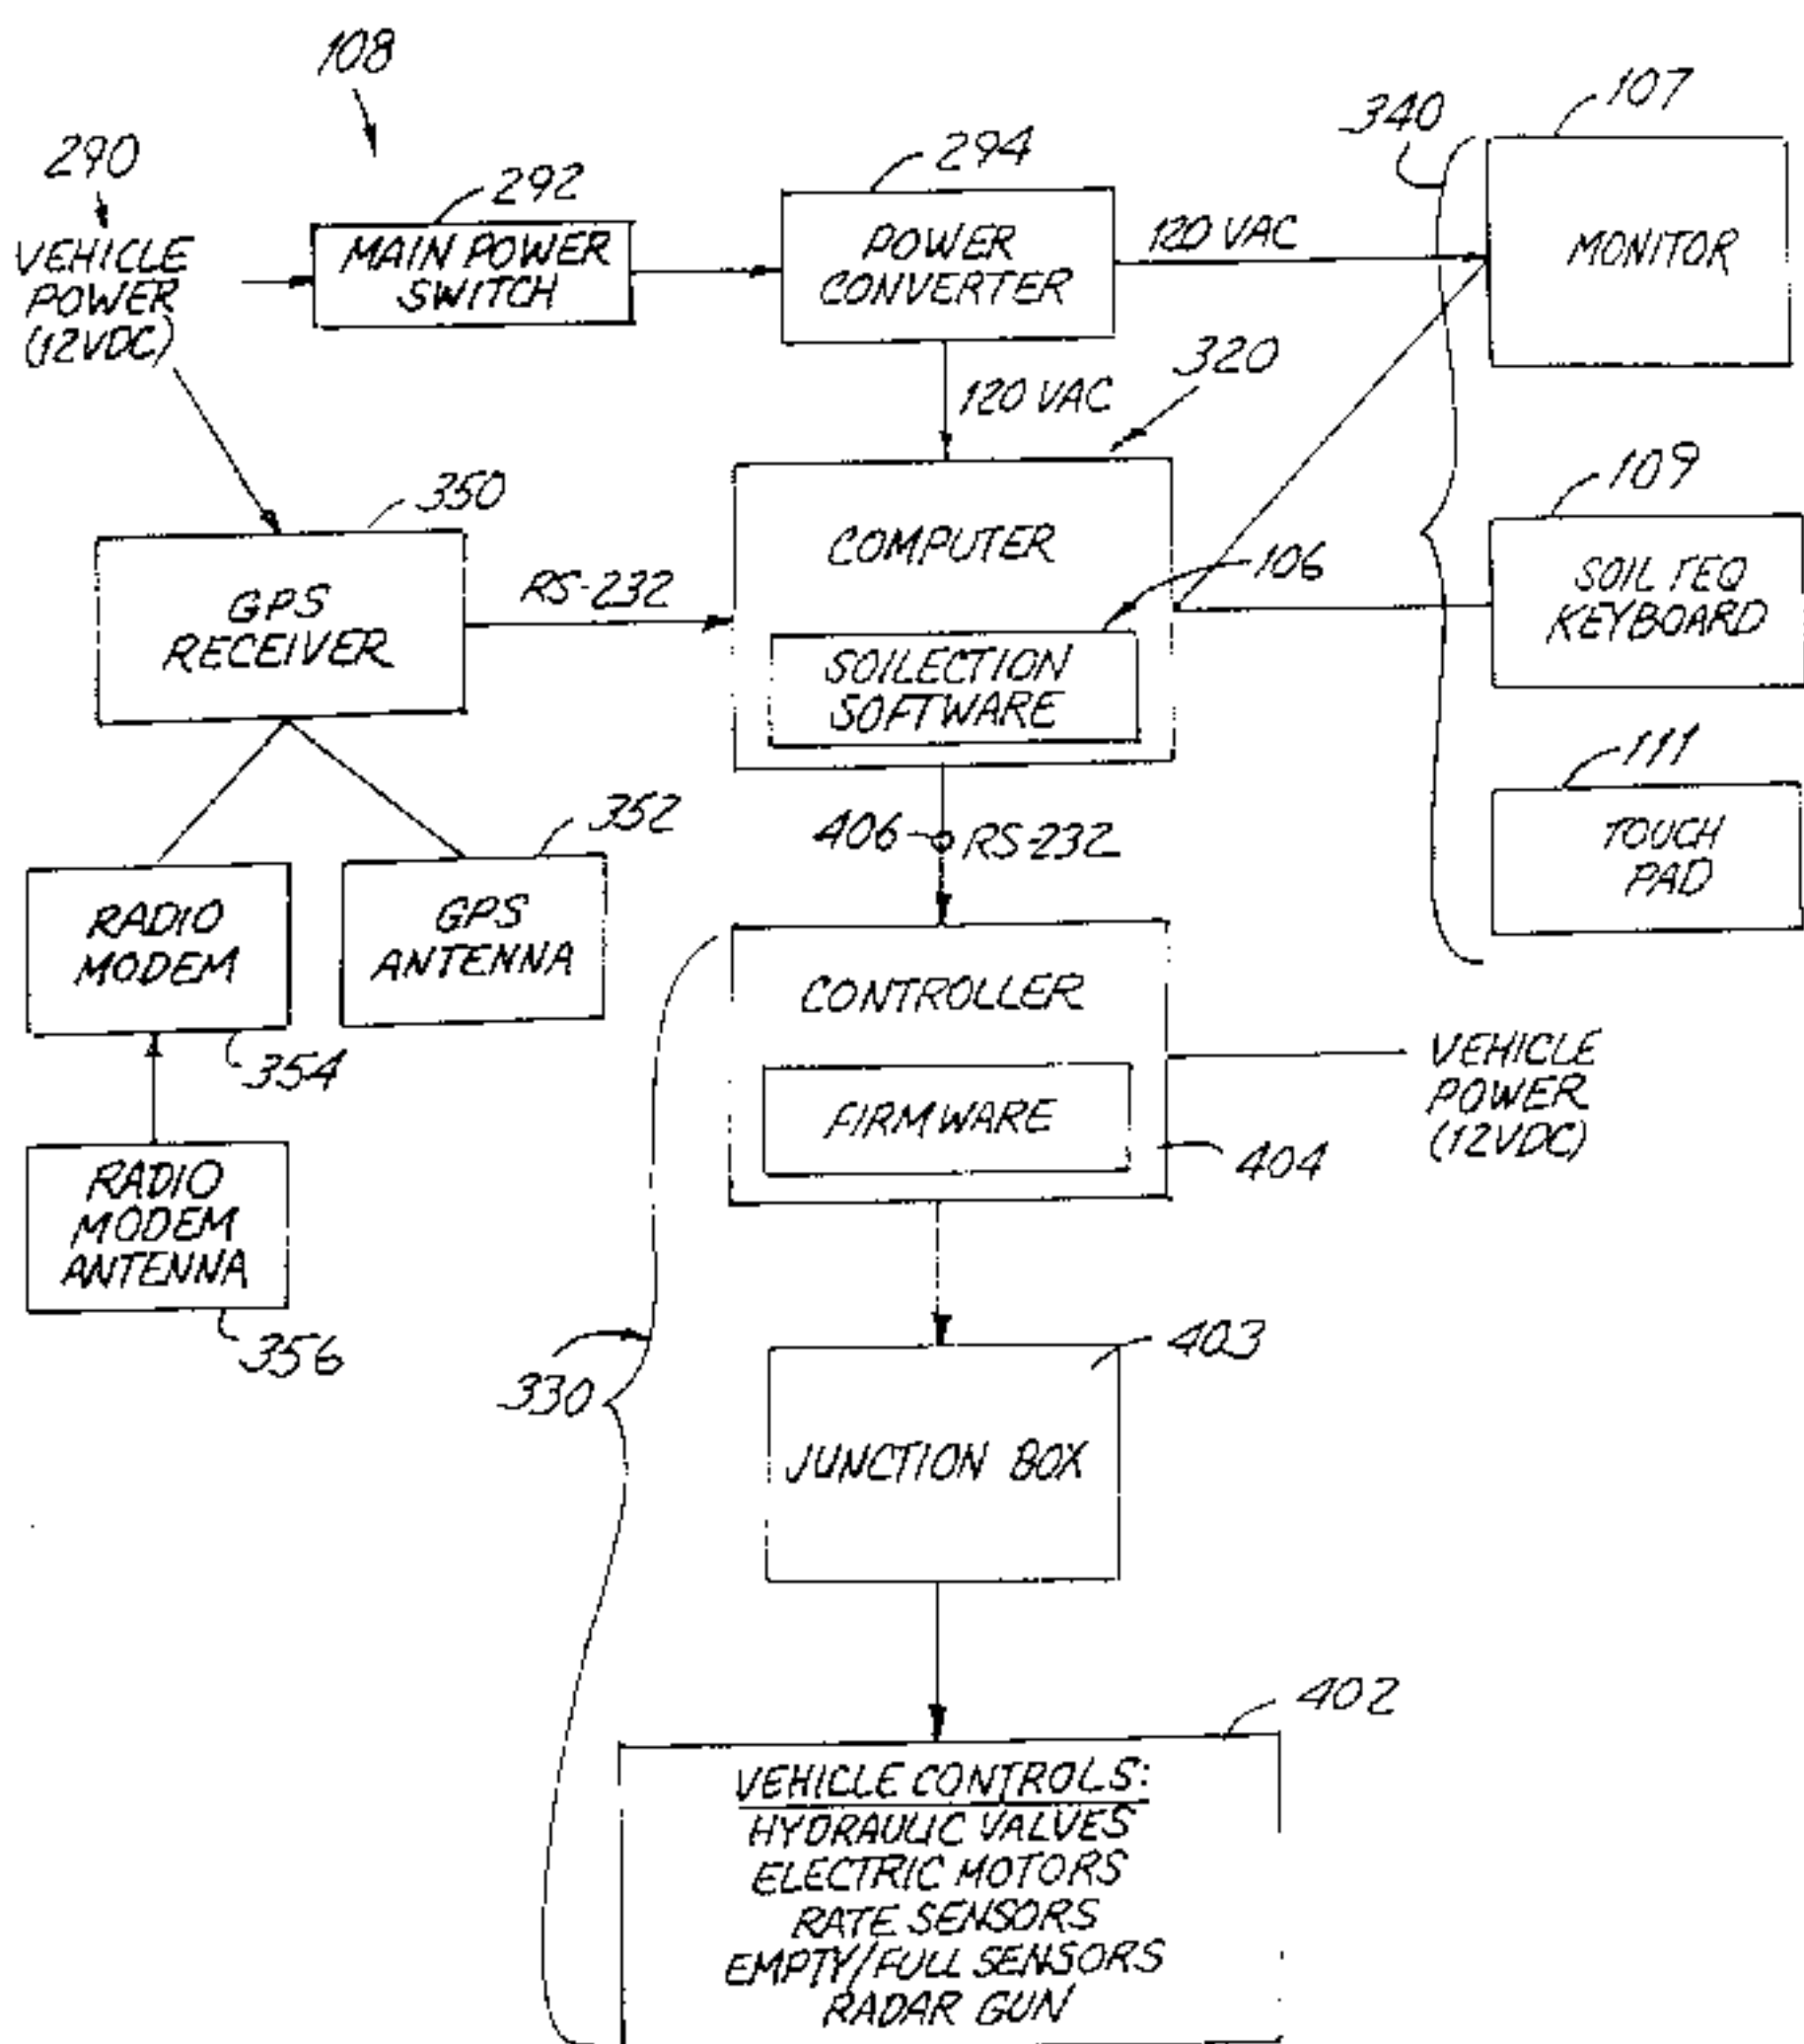 108
290
VEHICLE
POWER
(12VDC)
292
MAIN POWER
SWITCH
294
POWER
CONVERTER
120 VAC
340
107
MONITOR
120 VAC
320
350
GPS
RECEIVER
RS-232
COMPUTER
106
SOILECTION
SOFTWARE
109
SOIL TEQ
KEYBOARD
111
TOUCH
PAD
406
RS-232
352
RADIO
MODEM
GPS
ANTENNA
354
RADIO
MODEM
ANTENNA
356
CONTROLLER
FIRMWARE
404
VEHICLE
POWER
(12VDC)
330
403
JUNCTION BOX
402
VEHICLE CONTROLS:
HYDRAULIC VALVES
ELECTRIC MOTORS
RATE SENSORS
EMPTY/FULL SENSORS
RADAR GUN